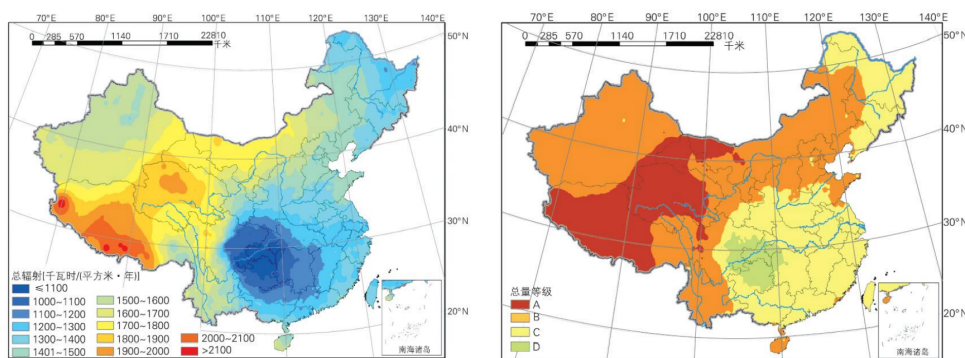 70°E 80°E 90°E 100°E 110°E 120°E 130°E 140°E
0 285 570 1140 1710 22810
千米
50°N
40°N
30°N
20°N
总辐射[千瓦时/(平方米·年)]
≤1100
1000~1100
1100~1200
1200~1300
1300~1400
1401~1500
1500~1600
1600~1700
1700~1800
1800~1900
1900~2000
2000~2100
>2100
南海诸岛
70°E 80°E 90°E 100°E 110°E 120°E 130°E 140°E
0 285 570 1140 1710 22810
千米
50°N
40°N
30°N
20°N
总量等级
A
B
C
D
南海诸岛